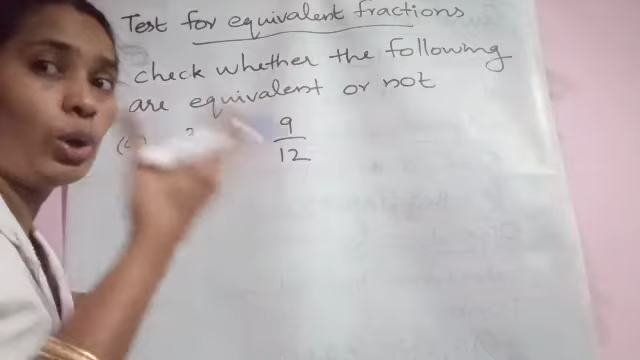 Test for equivalent fractions
check whether the following
are equivalent or not
9
12